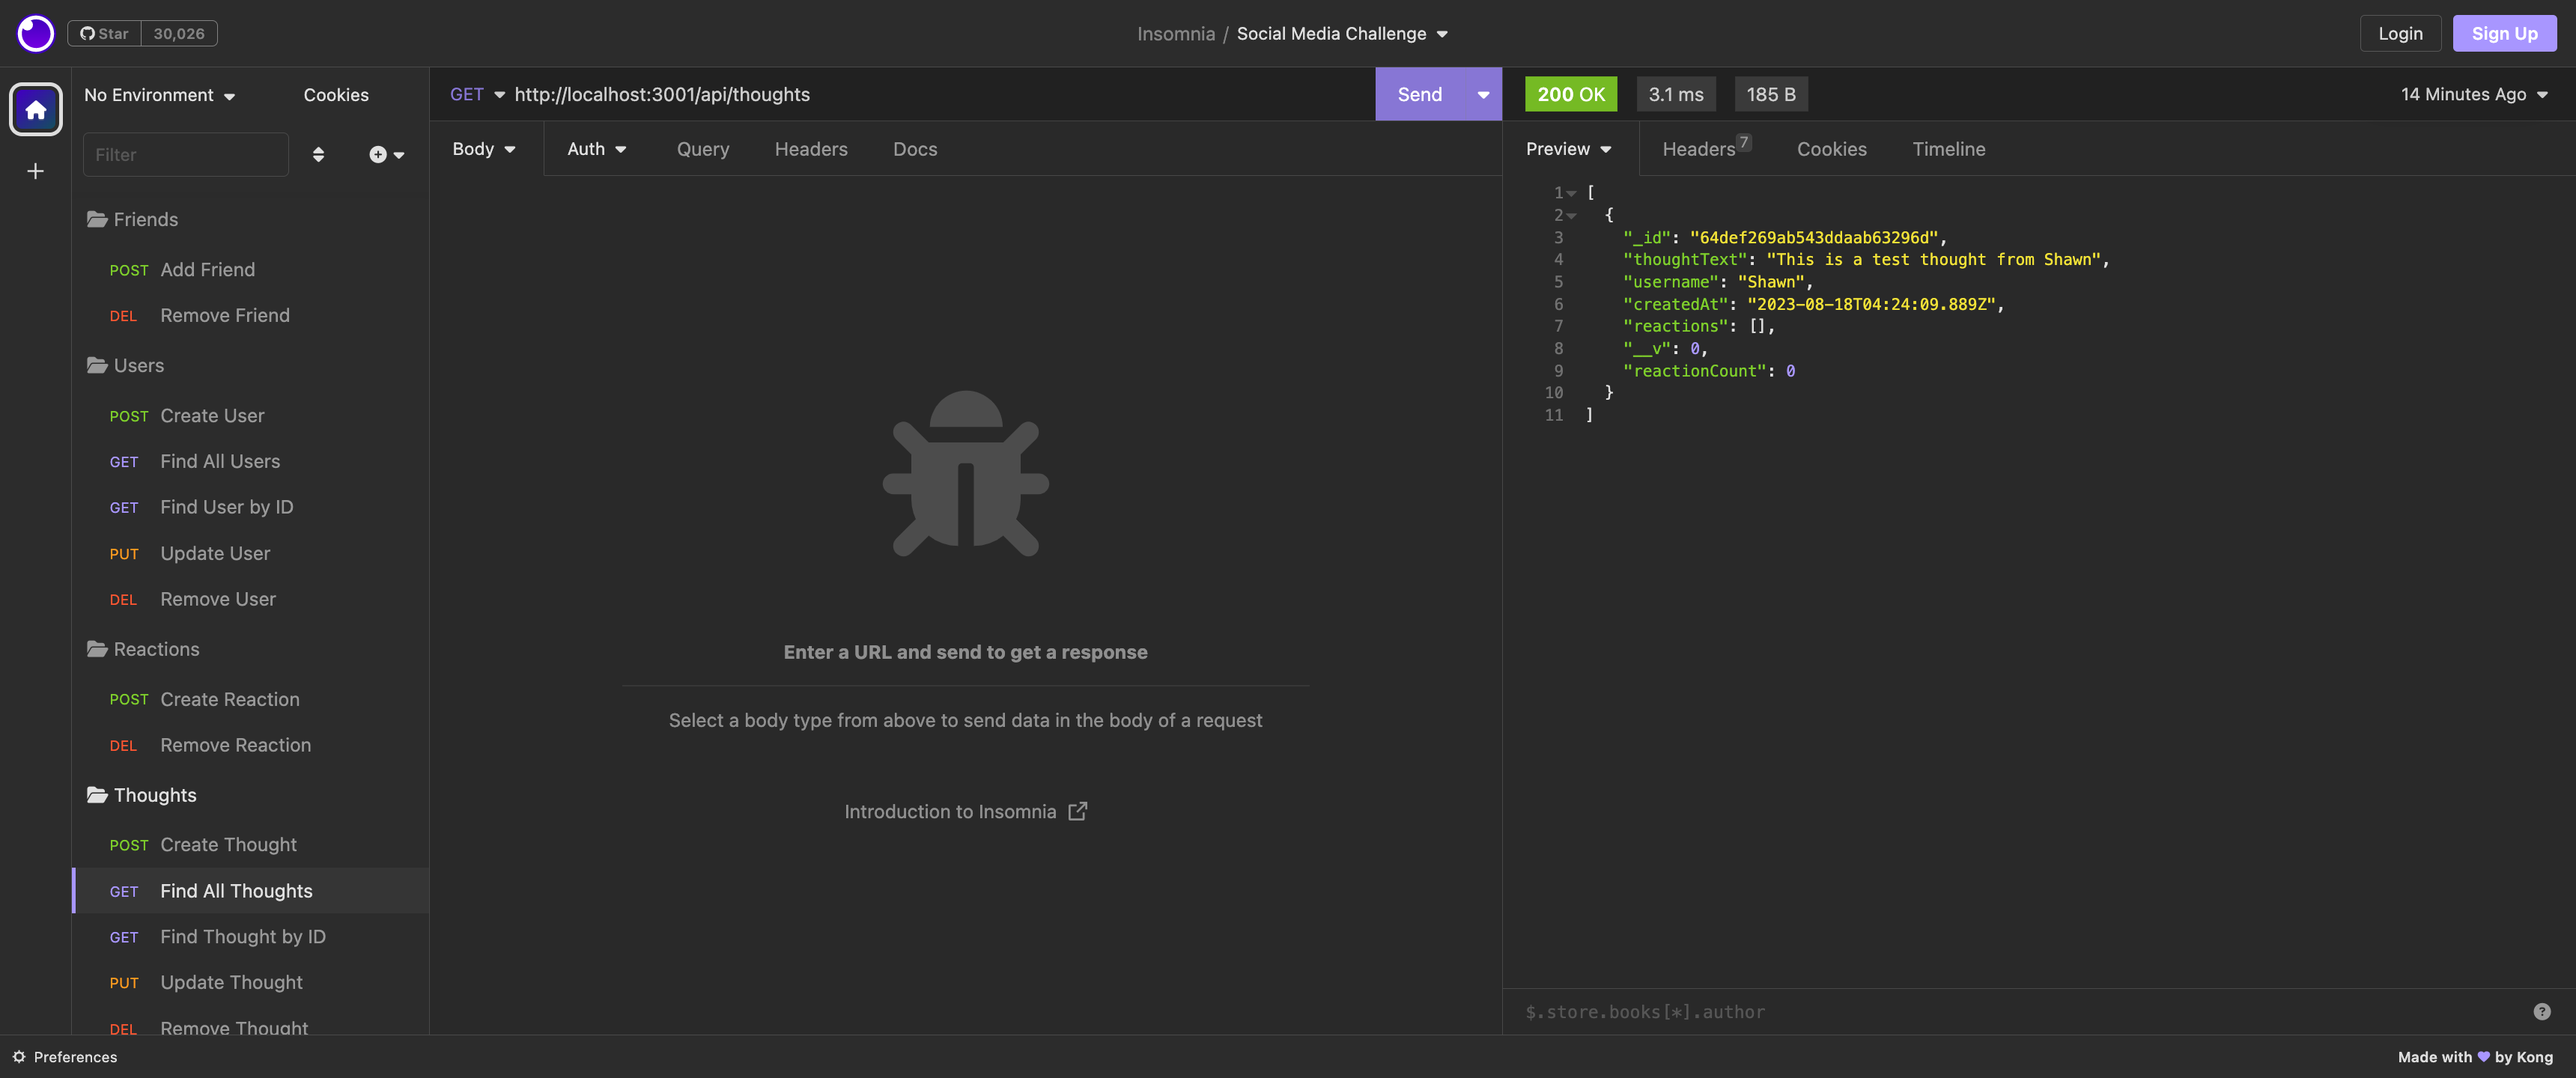 Star 30,026
Insomnia / Social Media Challenge
Login Sign Up
No Environment Cookies
Filter
Friends
POST Add Friend
DEL Remove Friend
Users
POST Create User
GET Find All Users
GET Find User by ID
PUT Update User
DEL Remove User
Reactions
POST Create Reaction
DEL Remove Reaction
Thoughts
POST Create Thought
GET Find All Thoughts
GET Find Thought by ID
PUT Update Thought
DEL Remove Thought
GET http://localhost:3001/api/thoughts Send
Body Auth Query Headers Docs
Enter a URL and send to get a response
Select a body type from above to send data in the body of a request
Introduction to Insomnia
200 OK 3.1 ms 185 B 14 Minutes Ago
Preview Headers 7 Cookies Timeline
1 [
2 {
3 "_id": "64def269ab543ddaab63296d",
4 "thoughtText": "This is a test thought from Shawn",
5 "username": "Shawn",
6 "createdAt": "2023-08-18T04:24:09.889Z",
7 "reactions": [],
8 "__v": 0,
9 "reactionCount": 0
10 }
11 ]
$.store.books[*].author
?
Preferences
Made with ♥ by Kong